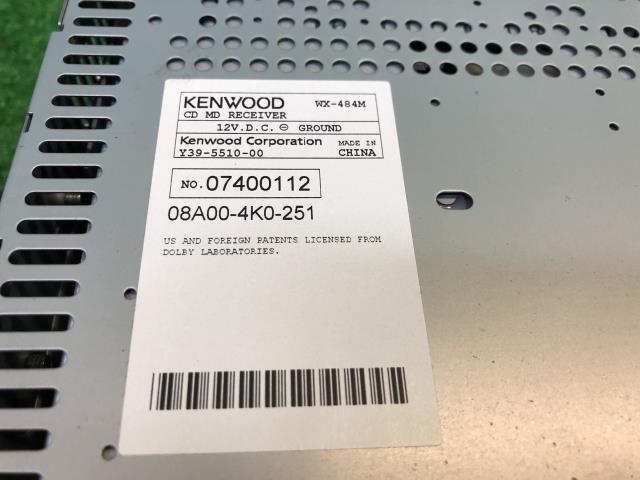 KENWOOD WX-484M
CD MD RECEIVER
12V.D.C. ⊖ GROUND
Kenwood Corporation MADE IN
Y39-5510-00 CHINA
NO. 07400112
08A00-4K0-251
US AND FOREIGN PATENTS LICENSED FROM
DOLBY LABORATORIES.